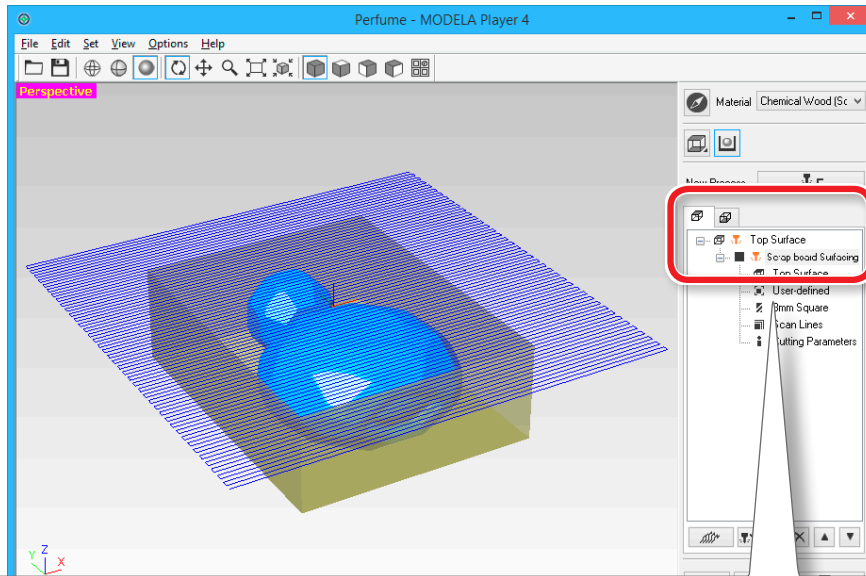 Perfume - MODELA Player 4
File Edit Set View Options Help
Perspective
Material Chemical Wood (Sc
New Process
Top Surface
Scrap board Surfacing
Top Surface
User-defined
8mm Square
Scan Lines
Cutting Parameters
Z
Y X